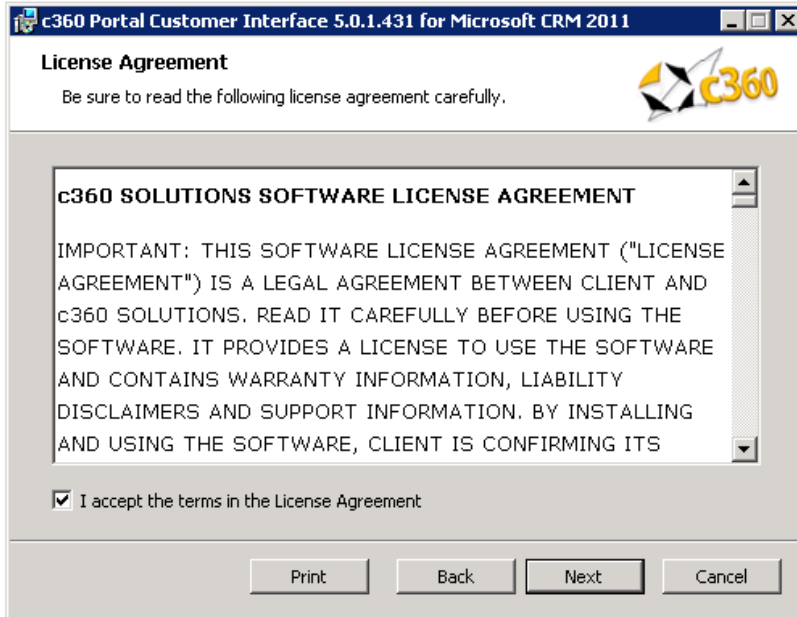 c360 Portal Customer Interface 5.0.1.431 for Microsoft CRM 2011
License Agreement
Be sure to read the following license agreement carefully.
c360
c360 SOLUTIONS SOFTWARE LICENSE AGREEMENT
IMPORTANT: THIS SOFTWARE LICENSE AGREEMENT ("LICENSE
AGREEMENT") IS A LEGAL AGREEMENT BETWEEN CLIENT AND
c360 SOLUTIONS. READ IT CAREFULLY BEFORE USING THE
SOFTWARE. IT PROVIDES A LICENSE TO USE THE SOFTWARE
AND CONTAINS WARRANTY INFORMATION, LIABILITY
DISCLAIMERS AND SUPPORT INFORMATION. BY INSTALLING
AND USING THE SOFTWARE, CLIENT IS CONFIRMING ITS
I accept the terms in the License Agreement
Print Back Next Cancel